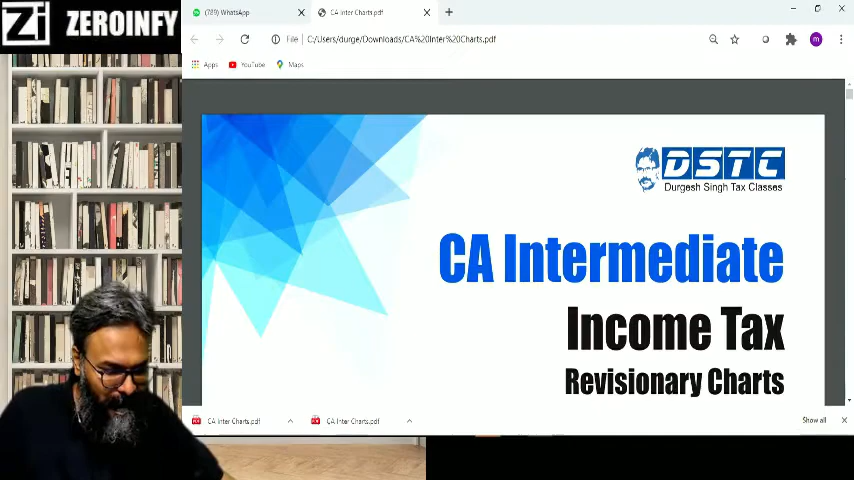 Zi ZEROINFY
(789) WhatsApp
CA Inter Charts.pdf
File
C:/Users/durge/Downloads/CA%20Inter%20Charts.pdf
m
Apps
YouTube
Maps
DSTC
Durgesh Singh Tax Classes
CA Intermediate
Income Tax
Revisionary Charts
CA Inter Charts.pdf
CA Inter Charts.pdf
Show all